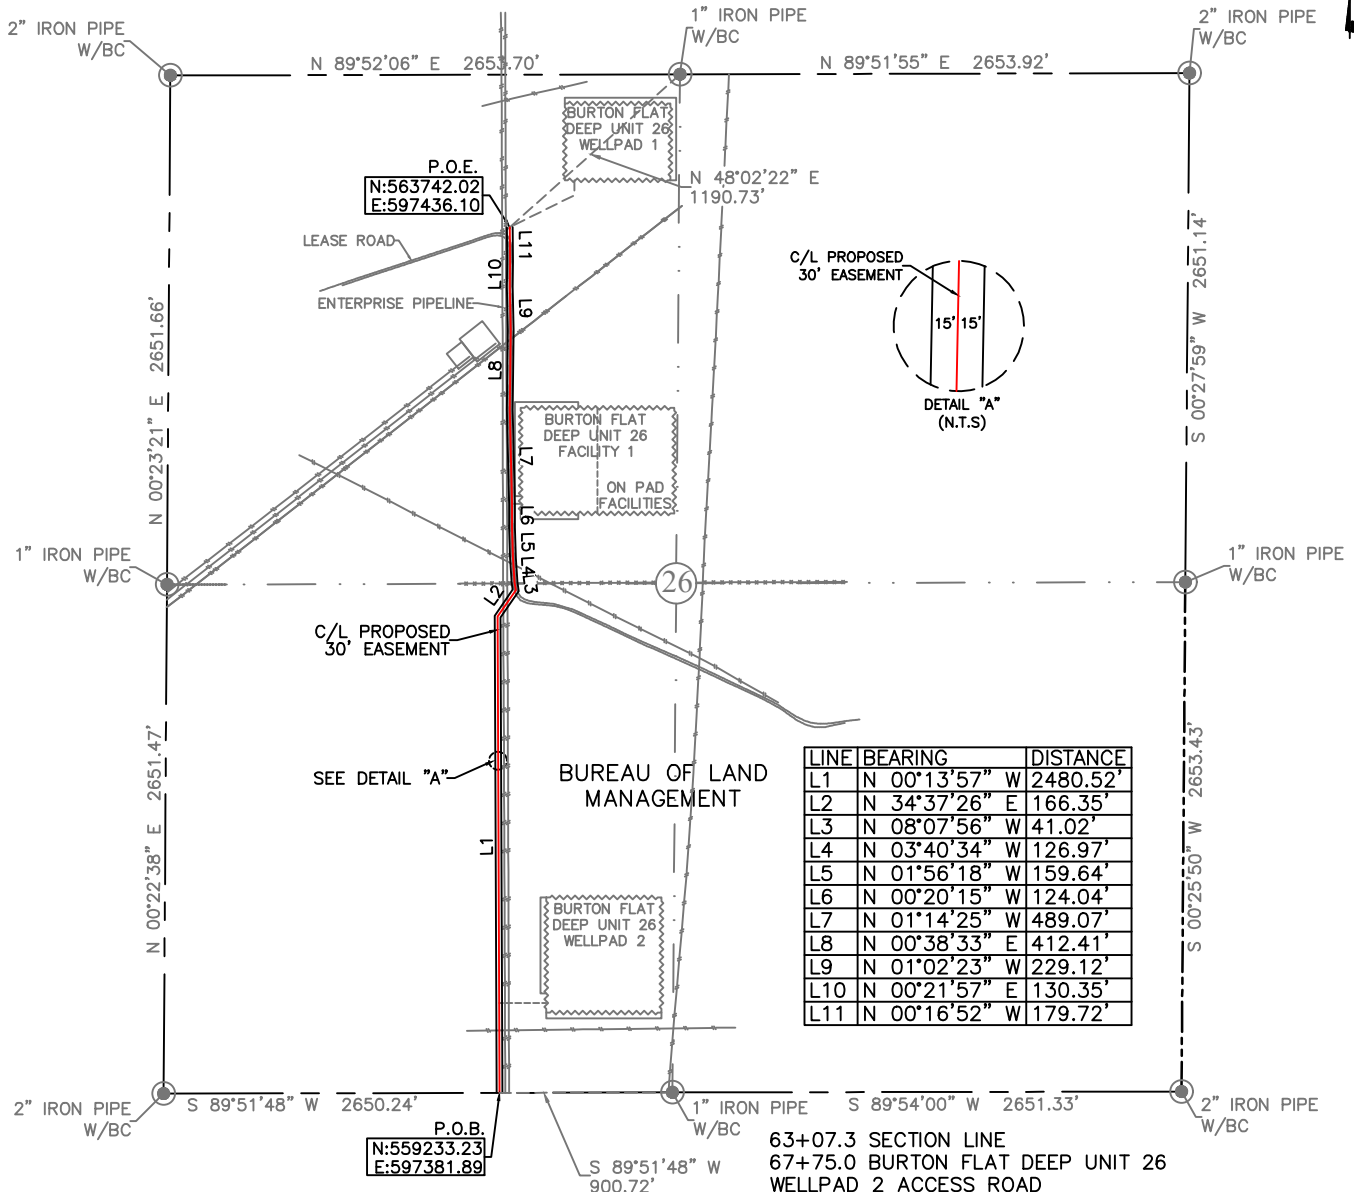 2" IRON PIPE
W/BC
1" IRON PIPE
W/BC
2" IRON PIPE
W/BC
N 89°52'06" E 2653.70'
N 89°51'55" E 2653.92'
BURTON FLAT
DEEP UNIT 26
WELLPAD 1
P.O.E.
N:563742.02
E:597436.10
N 48°02'22" E
1190.73'
LEASE ROAD
ENTERPRISE PIPELINE
L11
L10
L9
L8
L7
L6
L5
L4
L3
L2
L1
C/L PROPOSED
30' EASEMENT
15' 15'
DETAIL "A"
(N.T.S)
N 00°23'21" E 2651.66'
S 00°27'59" W 2651.14'
BURTON FLAT
DEEP UNIT 26
FACILITY 1
ON PAD
FACILITIES
1" IRON PIPE
W/BC
26
1" IRON PIPE
W/BC
C/L PROPOSED
30' EASEMENT
SEE DETAIL "A"
BUREAU OF LAND
MANAGEMENT
N 00°22'38" E 2651.47'
S 00°25'50" W 2653.43'
LINE BEARING DISTANCE
L1 N 00°13'57" W 2480.52'
L2 N 34°37'26" E 166.35'
L3 N 08°07'56" W 41.02'
L4 N 03°40'34" W 126.97'
L5 N 01°56'18" W 159.64'
L6 N 00°20'15" W 124.04'
L7 N 01°14'25" W 489.07'
L8 N 00°38'33" E 412.41'
L9 N 01°02'23" W 229.12'
L10 N 00°21'57" E 130.35'
L11 N 00°16'52" W 179.72'
BURTON FLAT
DEEP UNIT 26
WELLPAD 2
2" IRON PIPE
W/BC
S 89°51'48" W 2650.24'
1" IRON PIPE
W/BC
S 89°54'00" W 2651.33'
2" IRON PIPE
W/BC
P.O.B.
N:559233.23
E:597381.89
S 89°51'48" W
900.72'
63+07.3 SECTION LINE
67+75.0 BURTON FLAT DEEP UNIT 26
WELLPAD 2 ACCESS ROAD